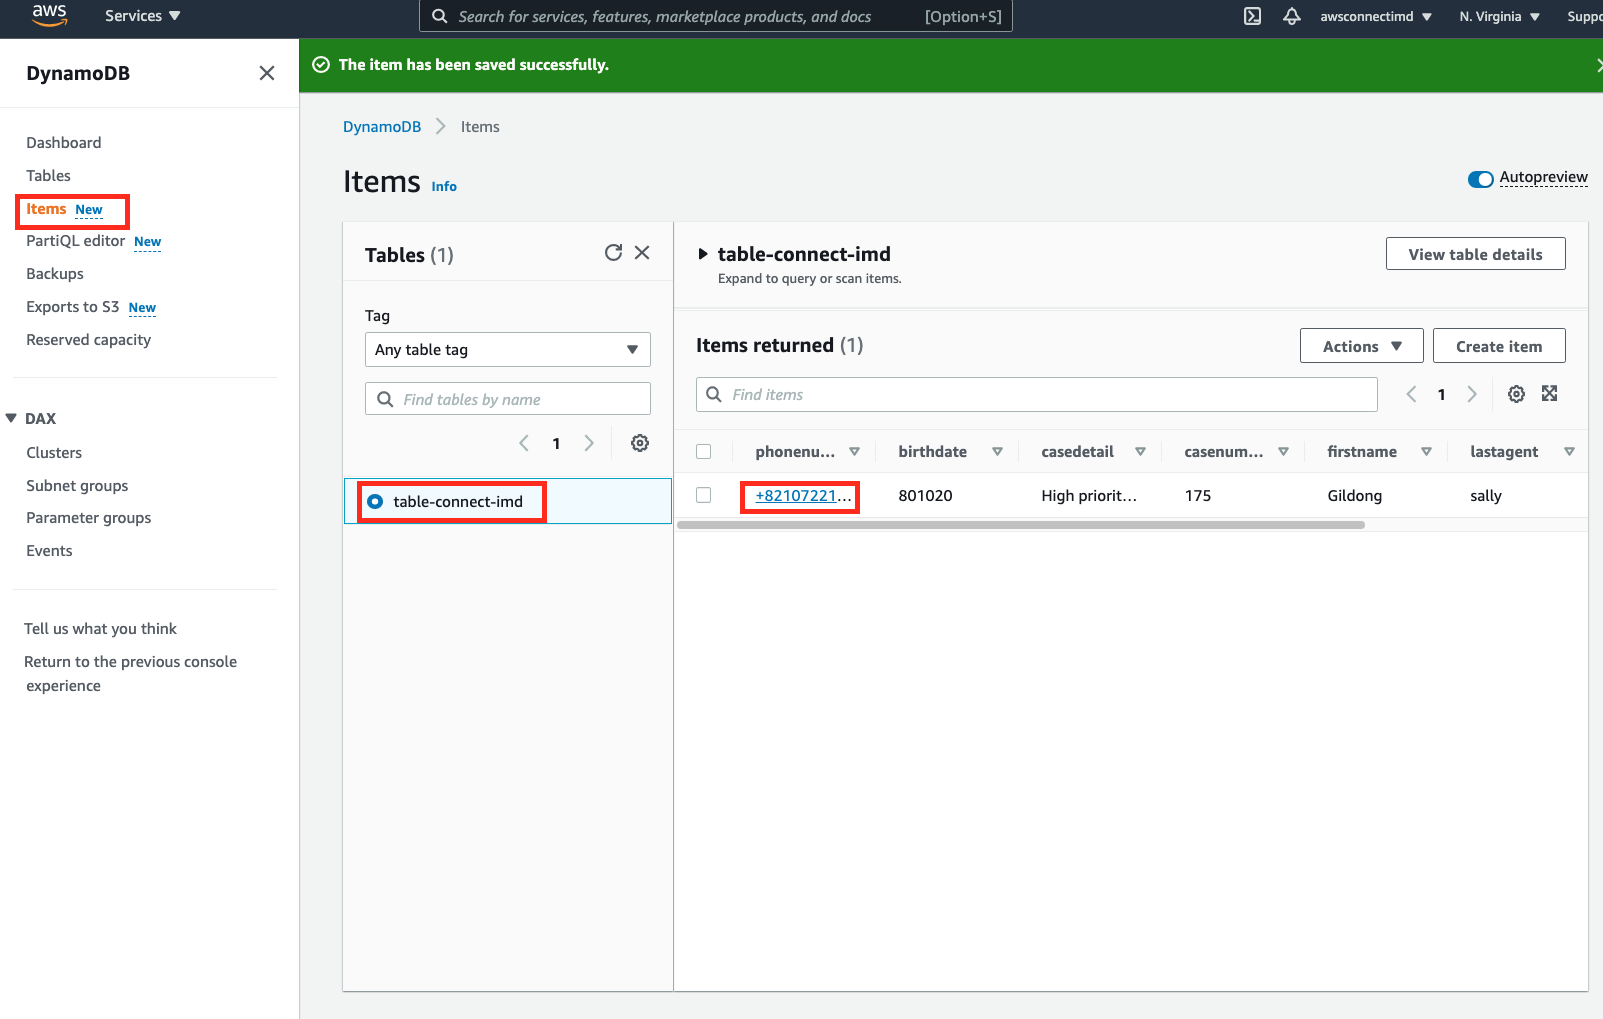 aws
Services
Search for services, features, marketplace products, and docs
[Option+S]
awsconnectimd
N. Virginia
Suppo
DynamoDB
Dashboard
Tables
Items New
PartiQL editor New
Backups
Exports to S3 New
Reserved capacity
DAX
Clusters
Subnet groups
Parameter groups
Events
Tell us what you think
Return to the previous console
experience
The item has been saved successfully.
DynamoDB
Items
Items Info
Autopreview
Tables (1)
Tag
Any table tag
Find tables by name
1
table-connect-imd
table-connect-imd
Expand to query or scan items.
View table details
Items returned (1)
Actions
Create item
Find items
1
phonenu... birthdate casedetail casenum... firstname lastagent
+82107221... 801020 High priorit... 175 Gildong sally